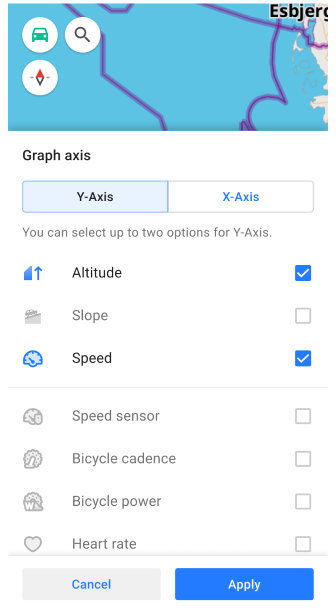 Esbjerg
Graph axis
Y-Axis
X-Axis
You can select up to two options for Y-Axis.
Altitude
Slope
Speed
Speed sensor
Bicycle cadence
Bicycle power
Heart rate
Cancel
Apply